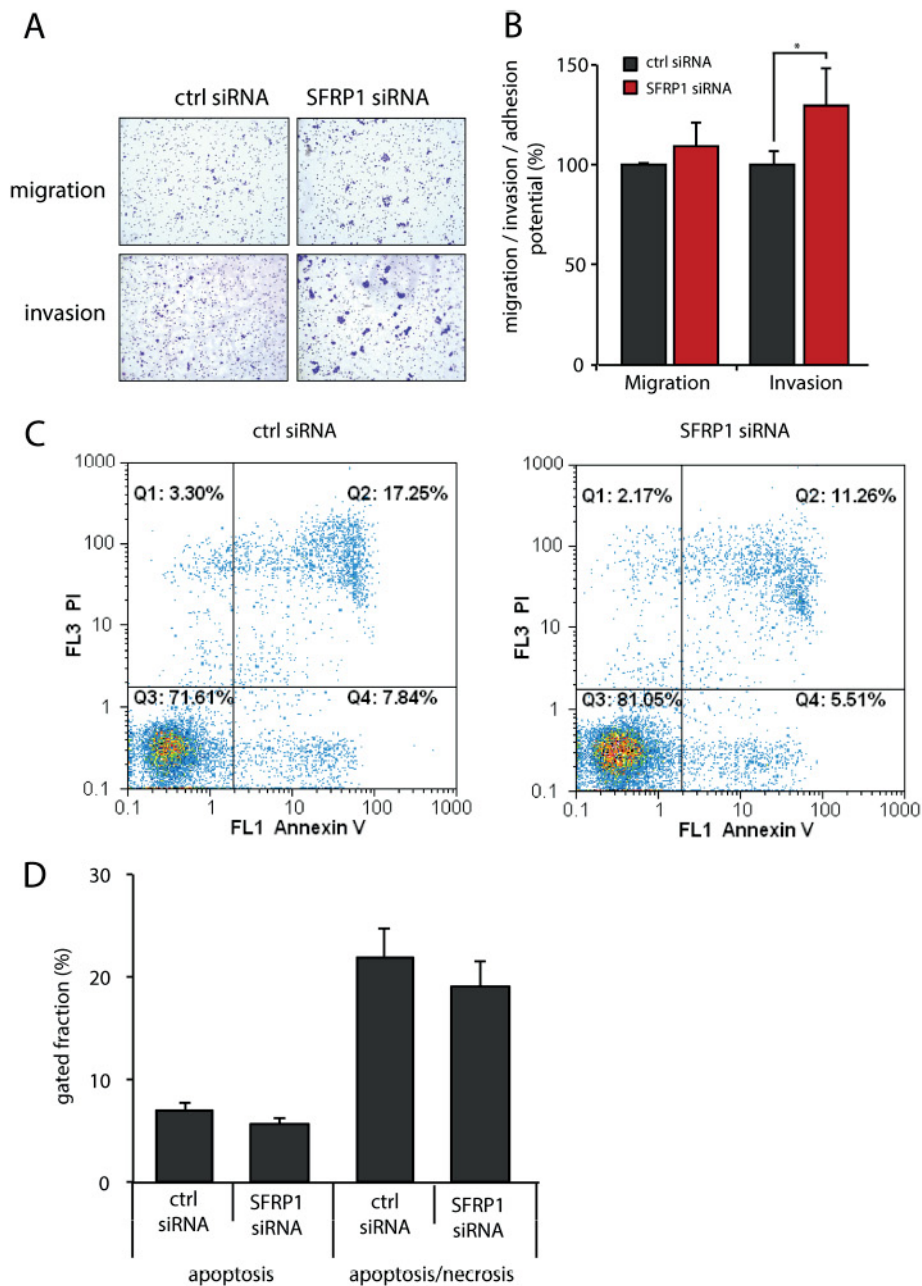 A
ctrl siRNA
SFRP1 siRNA
migration
invasion
B
ctrl siRNA
SFRP1 siRNA
*
migration / invasion / adhesion
potential (%)
150
100
50
0
Migration
Invasion
C
ctrl siRNA
1000
100
10
1
0.1
FL3 PI
Q1: 3.30%
Q2: 17.25%
Q3: 71.61%
Q4: 7.84%
0.1
1
10
100
1000
FL1 Annexin V
SFRP1 siRNA
1000
100
10
1
0.1
FL3 PI
Q1: 2.17%
Q2: 11.26%
Q3: 81.05%
Q4: 5.51%
0.1
1
10
100
1000
FL1 Annexin V
D
gated fraction (%)
30
20
10
0
ctrl
siRNA
SFRP1
siRNA
ctrl
siRNA
SFRP1
siRNA
apoptosis
apoptosis/necrosis